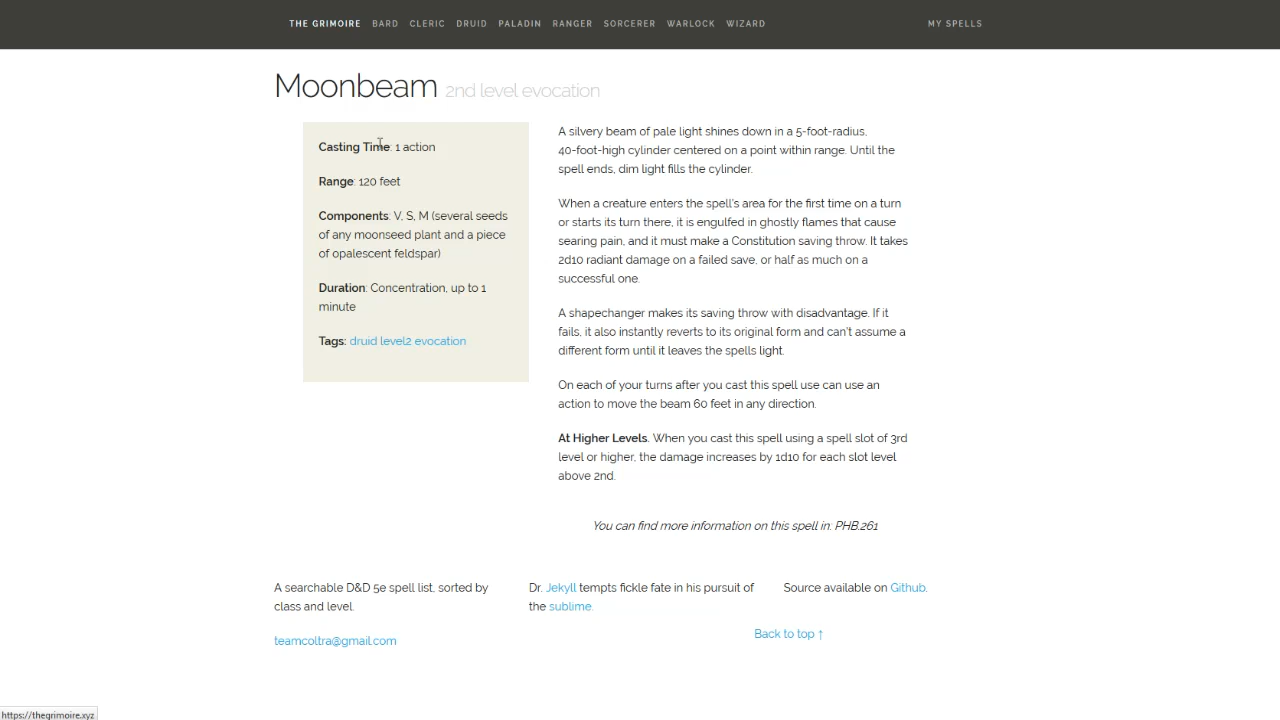 THE GRIMOIRE BARD CLERIC DRUID PALADIN RANGER SORCERER WARLOCK WIZARD MY SPELLS
Moonbeam 2nd level evocation
Casting Time: 1 action
Range: 120 feet
Components: V, S, M (several seeds
of any moonseed plant and a piece
of opalescent feldspar)
Duration: Concentration, up to 1
minute
Tags: druid level2 evocation
A silvery beam of pale light shines down in a 5-foot-radius,
40-foot-high cylinder centered on a point within range. Until the
spell ends, dim light fills the cylinder.
When a creature enters the spell's area for the first time on a turn
or starts its turn there, it is engulfed in ghostly flames that cause
searing pain, and it must make a Constitution saving throw. It takes
2d10 radiant damage on a failed save, or half as much on a
successful one.
A shapechanger makes its saving throw with disadvantage. If it
fails, it also instantly reverts to its original form and can't assume a
different form until it leaves the spells light.
On each of your turns after you cast this spell use can use an
action to move the beam 60 feet in any direction.
At Higher Levels. When you cast this spell using a spell slot of 3rd
level or higher, the damage increases by 1d10 for each slot level
above 2nd.
You can find more information on this spell in: PHB.261
A searchable D&D 5e spell list, sorted by
class and level.
teamcoltra@gmail.com
Dr. Jekyll tempts fickle fate in his pursuit of
the sublime.
Source available on Github.
Back to top ↑
https://thegrimoire.xyz